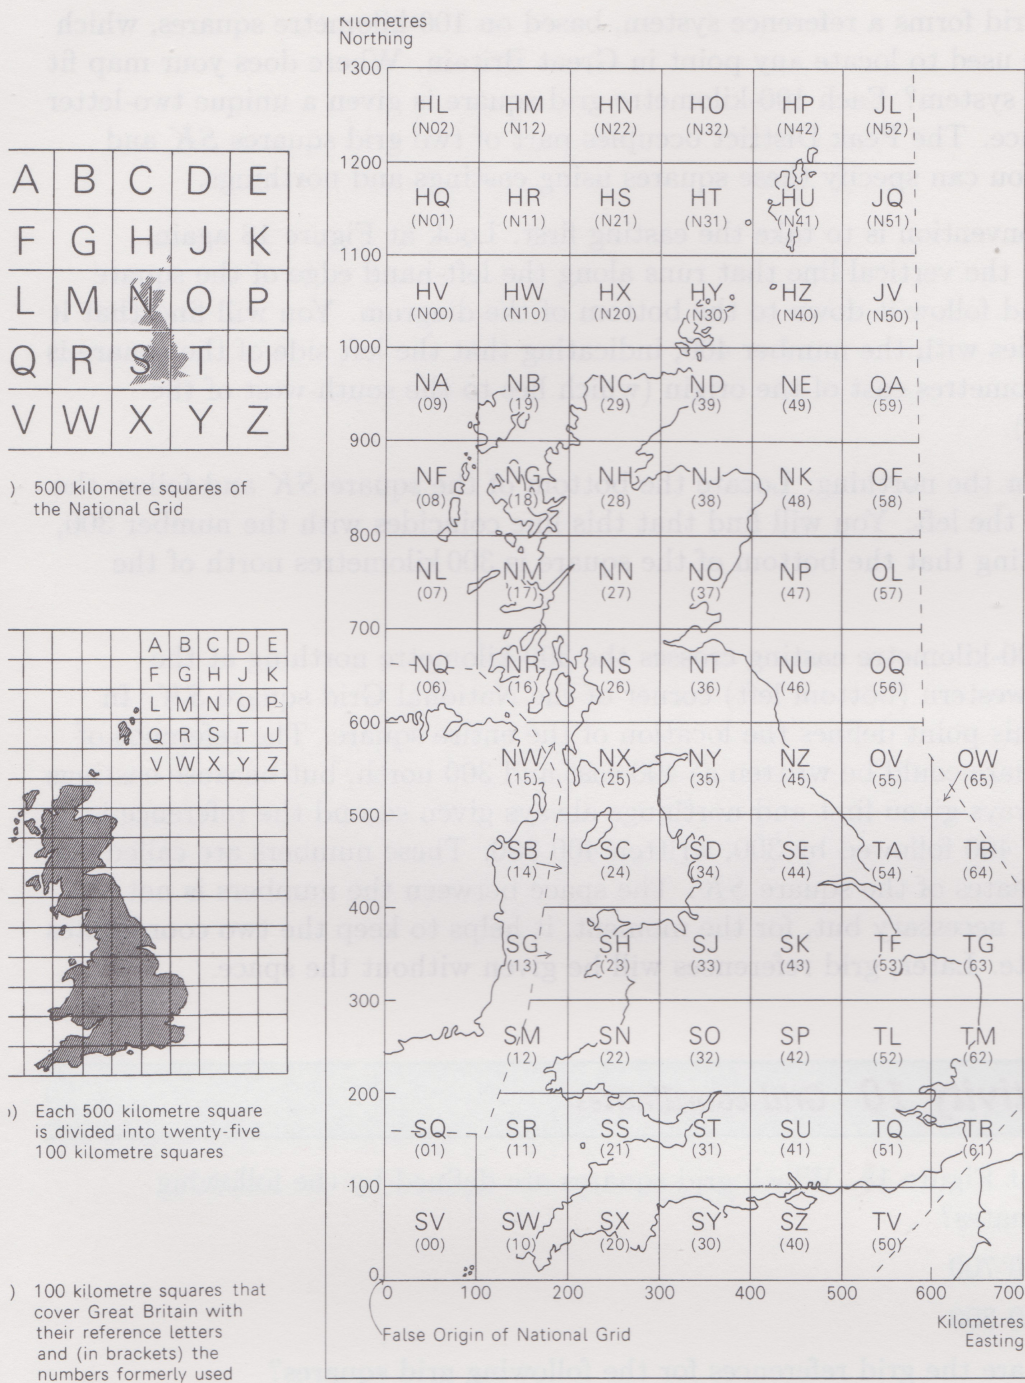 Kilometres
Northing
1300
HL HM HN HO HP JL
(N02) (N12) (N22) (N32) (N42) (N52)
1200
HQ HR HS HT HU JQ
(N01) (N11) (N21) (N31) (N41) (N51)
1100
HV HW HX HY HZ JV
(N00) (N10) (N20) (N30) (N40) (N50)
1000
NA NB NC ND NE OA
(09) (19) (29) (39) (49) (59)
900
NF NG NH NJ NK OF
(08) (18) (28) (38) (48) (58)
800
NL NM NN NO NP OL
(07) (17) (27) (37) (47) (57)
700
NQ NR NS NT NU OQ
(06) (16) (26) (36) (46) (56)
600
NW NX NY NZ OV OW
(15) (25) (35) (45) (55) (65)
500
SB SC SD SE TA TB
(14) (24) (34) (44) (54) (64)
400
SG SH SJ SK TF TG
(13) (23) (33) (43) (53) (63)
300
SM SN SO SP TL TM
(12) (22) (32) (42) (52) (62)
200
SQ SR SS ST SU TQ TR
(01) (11) (21) (31) (41) (51) (61)
100
SV SW SX SY SZ TV
(00) (10) (20) (30) (40) (50)
0
0 100 200 300 400 500 600 700
False Origin of National Grid
Kilometres
Easting
A B C D E
F G H J K
L M N O P
Q R S T U
V W X Y Z
) 500 kilometre squares of
the National Grid
A B C D E
F G H J K
L M N O P
Q R S T U
V W X Y Z
) Each 500 kilometre square
is divided into twenty-five
100 kilometre squares
) 100 kilometre squares that
cover Great Britain with
their reference letters
and (in brackets) the
numbers formerly used